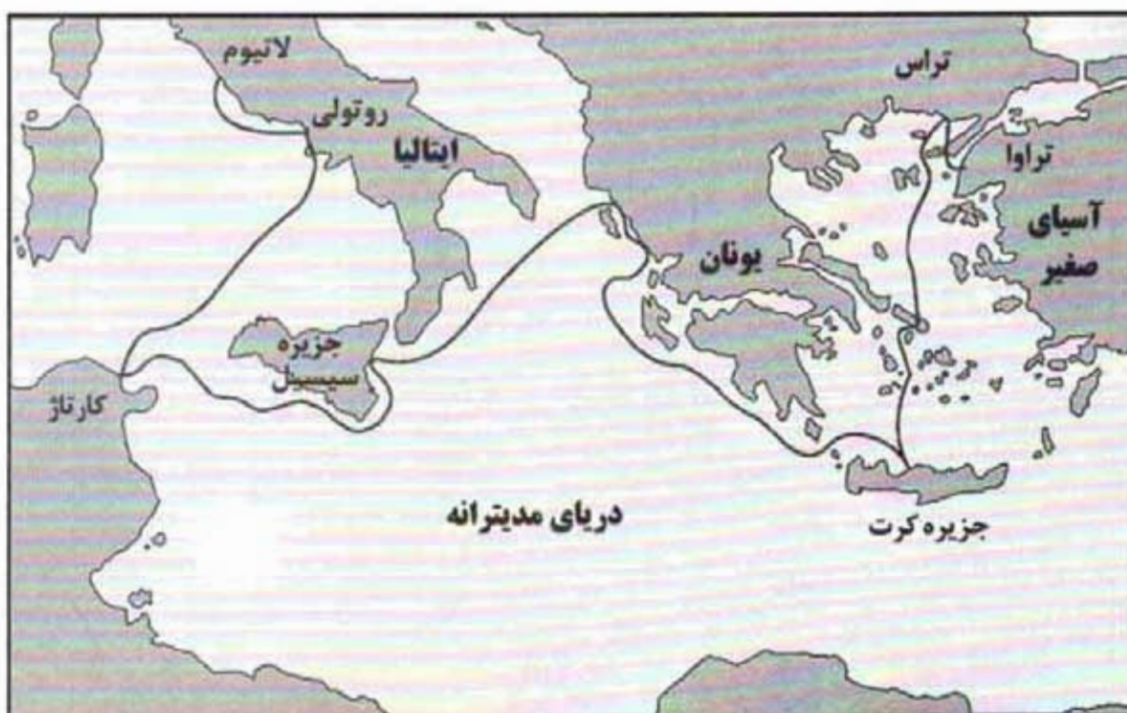 لاتیوم
روتولی
ایتالیا
تراس
تراوا
آسیای
صغیر
یونان
جزیره
سیسیل
کارتاژ
دریای مدیترانه
جزیره کرت